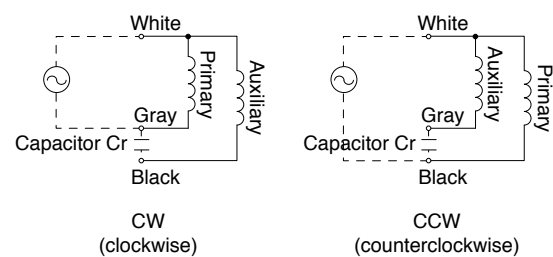 White
Primary
Auxiliary
Gray
Capacitor Cr
Black
CW
(clockwise)
White
Auxiliary
Primary
Gray
Capacitor Cr
Black
CCW
(counterclockwise)